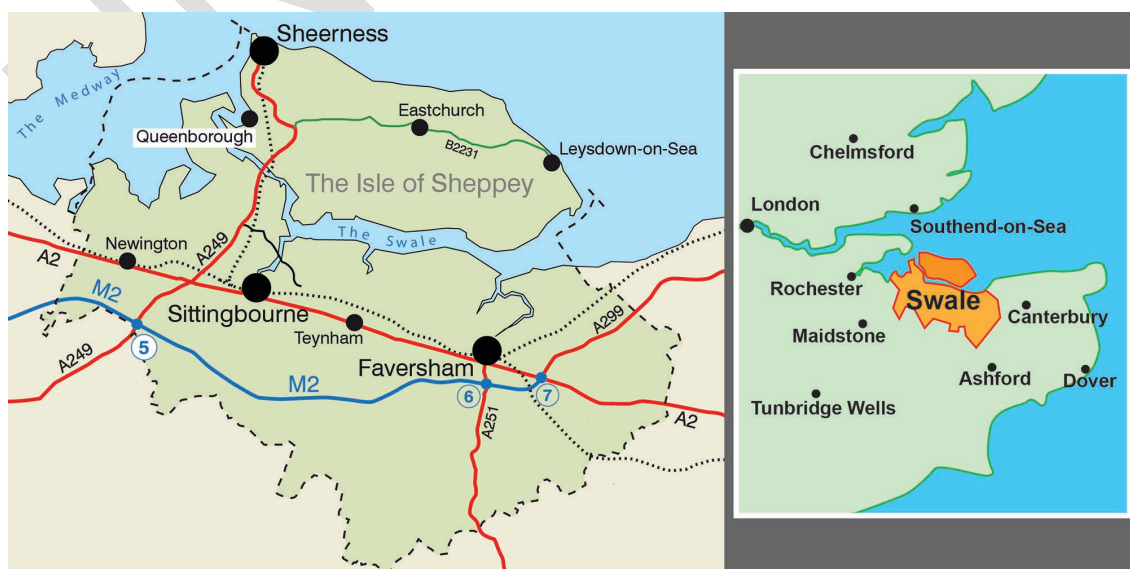 Sheerness
The Medway
Eastchurch
Queenborough
B2231
Leysdown-on-Sea
The Isle of Sheppey
The Swale
Newington
A249
A2
M2
Sittingbourne
Teynham
A299
5
A249
Faversham
M2
6
7
A251
A2
Chelmsford
London
Southend-on-Sea
Rochester
Swale
Canterbury
Maidstone
Ashford
Dover
Tunbridge Wells